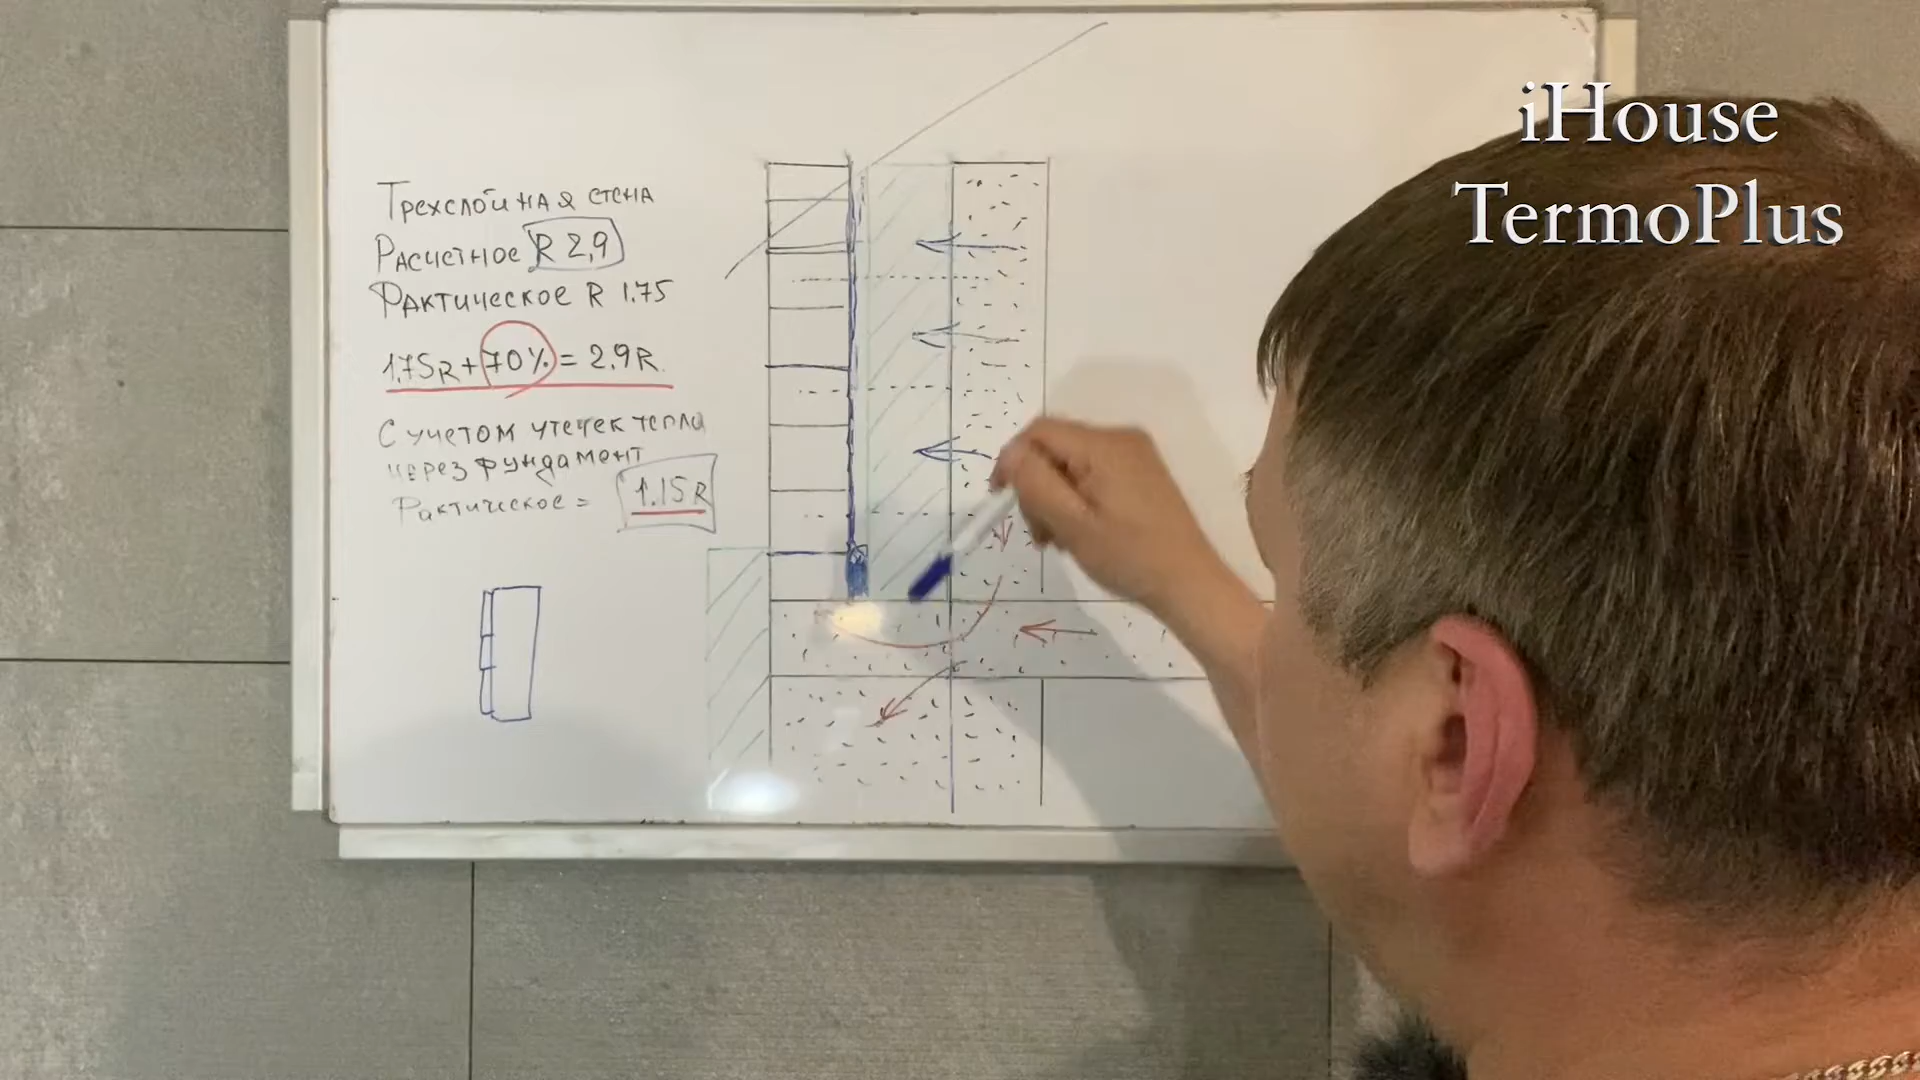 iHouse
TermoPlus
Трехслойная стена
Расчетное R 2,9
Фактическое R 1.75
1.75R+70%=2.9R
С учетом утечек тепла
через фундамент
Фактическое = 1.15R